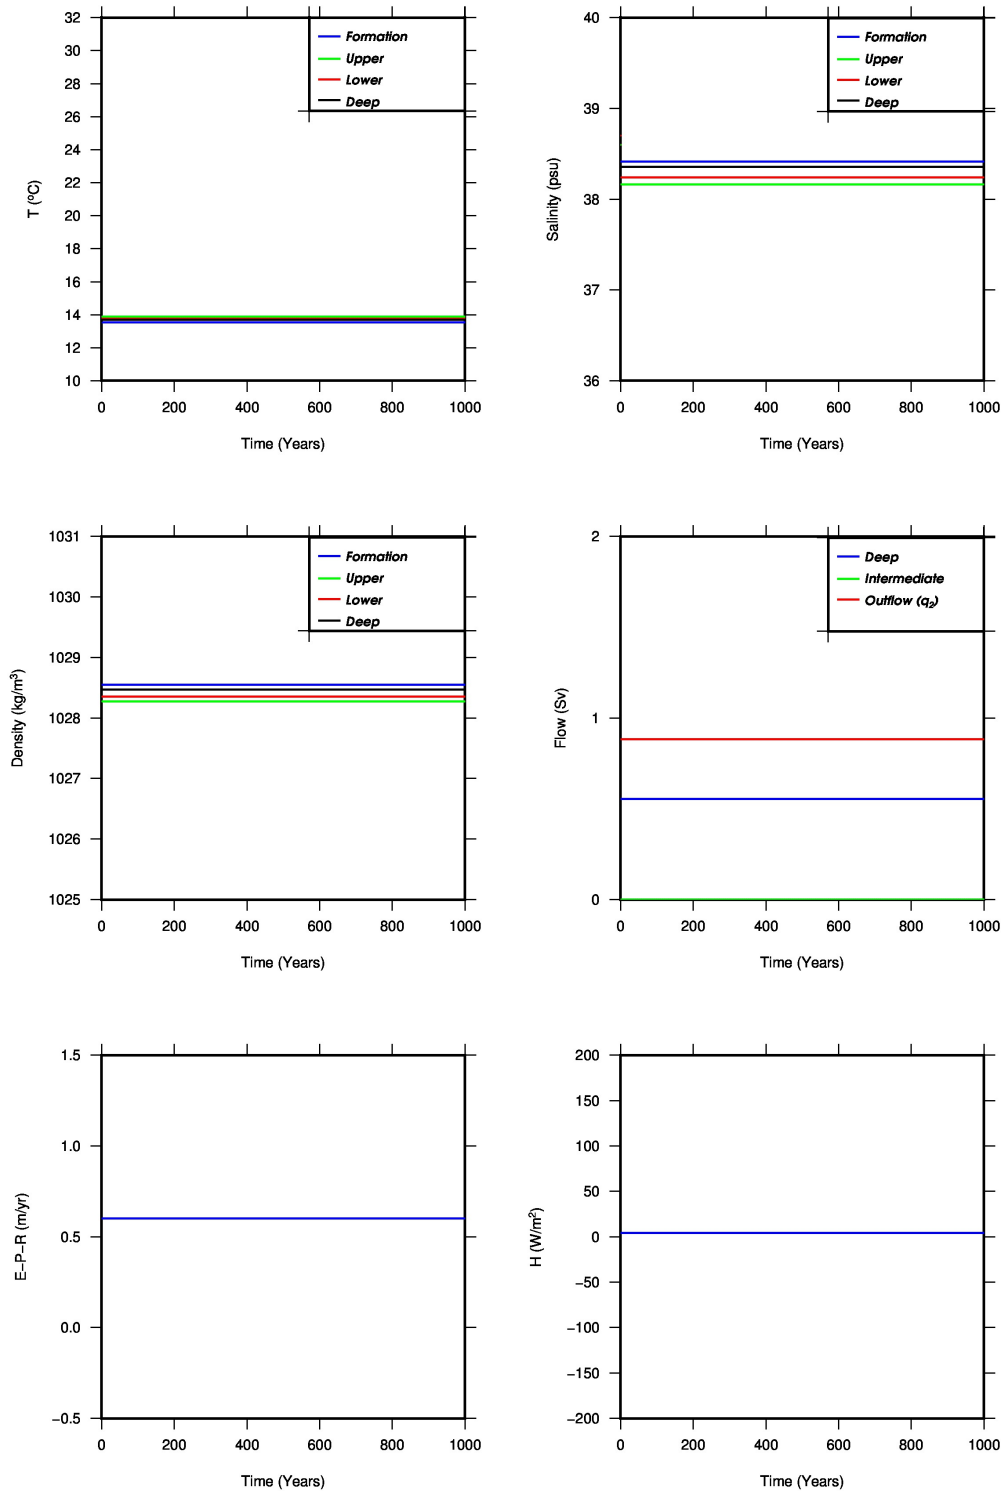 32
30
28
26
24
22
20
18
16
14
12
10
T (ºC)
Formation
Upper
Lower
Deep
0 200 400 600 800 1000
Time (Years)
40
39
38
37
36
Salinity (psu)
Formation
Upper
Lower
Deep
0 200 400 600 800 1000
Time (Years)
1031
1030
1029
1028
1027
1026
1025
Density (kg/m³)
Formation
Upper
Lower
Deep
0 200 400 600 800 1000
Time (Years)
2
1
0
Flow (Sv)
Deep
Intermediate
Outflow (q₂)
0 200 400 600 800 1000
Time (Years)
1.5
1.0
0.5
0.0
−0.5
E−P−R (m/yr)
0 200 400 600 800 1000
Time (Years)
200
150
100
50
0
−50
−100
−150
−200
H (W/m²)
0 200 400 600 800 1000
Time (Years)